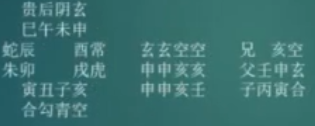 贵后阴玄
巳午未申
蛇辰 酉常 玄玄空空 兄 亥空
朱卯 戌虎 申申亥亥 父壬申玄
寅丑子亥 申申亥壬 子丙寅合
合勾青空